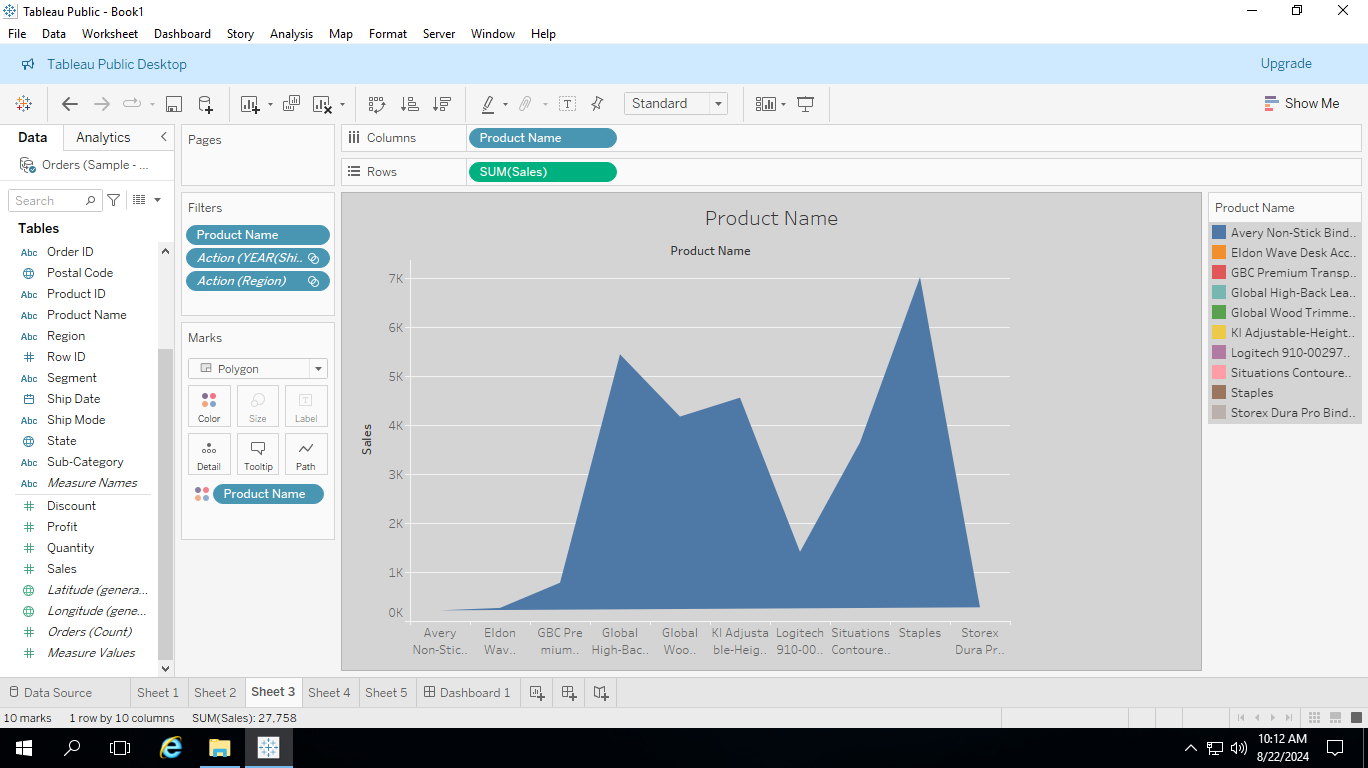 Tableau Public - Book1
File Data Worksheet Dashboard Story Analysis Map Format Server Window Help
Tableau Public Desktop
Upgrade
Standard
Show Me
Data
Analytics
Orders (Sample - ...
Search
Tables
Abc Order ID
Postal Code
Abc Product ID
Abc Product Name
Abc Region
# Row ID
Abc Segment
Ship Date
Abc Ship Mode
State
Abc Sub-Category
Abc Measure Names
# Discount
# Profit
# Quantity
# Sales
Latitude (genera...
Longitude (gene...
# Orders (Count)
# Measure Values
Pages
Filters
Product Name
Action (YEAR(Shi..
Action (Region)
Marks
Polygon
Color
Size
Label
Detail
Tooltip
Path
Product Name
Columns
Product Name
Rows
SUM(Sales)
Product Name
Product Name
Sales
7K
6K
5K
4K
3K
2K
1K
0K
Avery
Non-Stic..
Eldon
Wav..
GBC Pre
mium..
Global
High-Bac..
Global
Woo..
KI Adjusta
ble-Heig..
Logitech
910-00..
Situations
Contoure..
Staples
Storex
Dura Pr..
Product Name
Avery Non-Stick Bind..
Eldon Wave Desk Acc..
GBC Premium Transp..
Global High-Back Lea..
Global Wood Trimme..
KI Adjustable-Height..
Logitech 910-00297..
Situations Contoure..
Staples
Storex Dura Pro Bind..
Data Source
Sheet 1
Sheet 2
Sheet 3
Sheet 4
Sheet 5
Dashboard 1
10 marks
1 row by 10 columns
SUM(Sales): 27,758
10:12 AM
8/22/2024